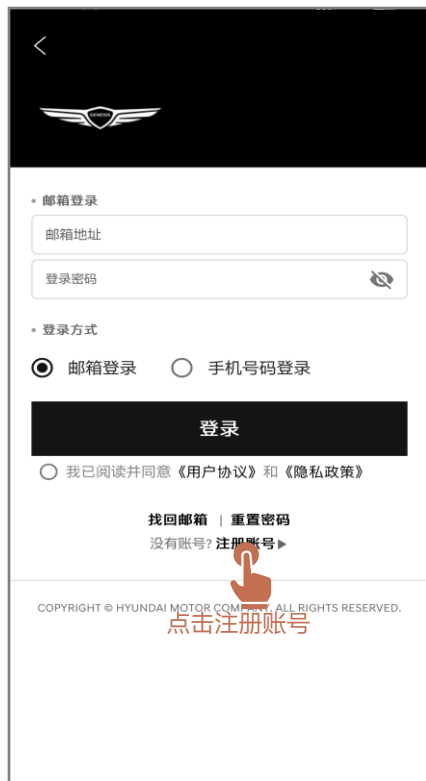 GENESIS
邮箱登录
邮箱地址
登录密码
登录方式
邮箱登录 手机号码登录
登录
我已阅读并同意《用户协议》和《隐私政策》
找回邮箱 | 重置密码
没有账号? 注册账号▶
COPYRIGHT © HYUNDAI MOTOR COMPANY. ALL RIGHTS RESERVED.
点击注册账号